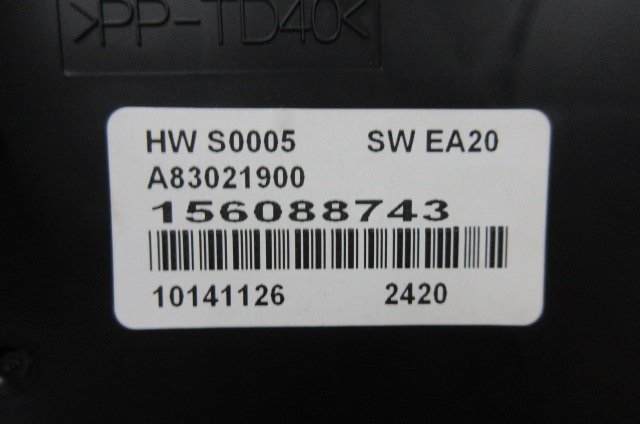 >PP-TD40<
HW S0005 SW EA20
A83021900
156088743
10141126 2420